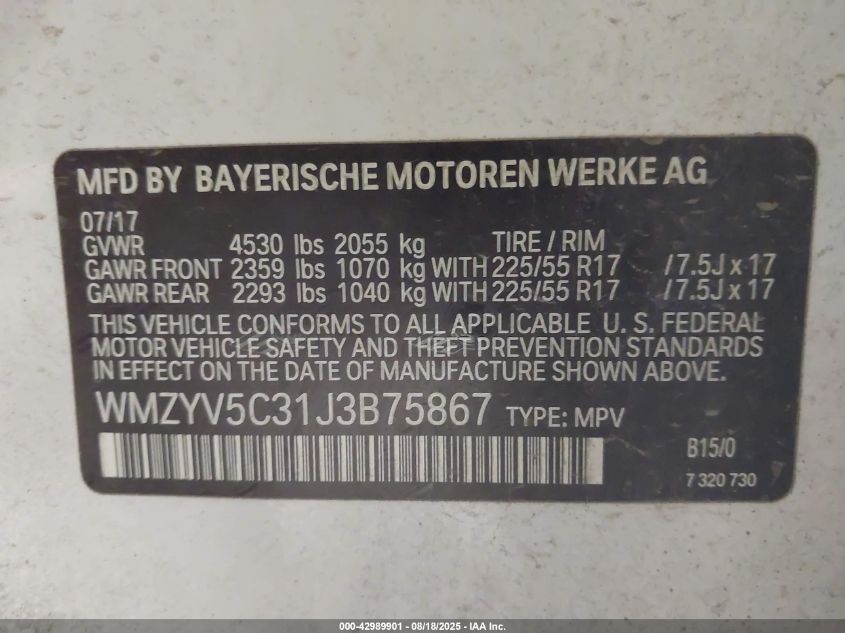 MFD BY BAYERISCHE MOTOREN WERKE AG
07/17
GVWR 4530 lbs 2055 kg TIRE / RIM
GAWR FRONT 2359 lbs 1070 kg WITH 225/55 R17 / 7.5J x 17
GAWR REAR 2293 lbs 1040 kg WITH 225/55 R17 / 7.5J x 17
THIS VEHICLE CONFORMS TO ALL APPLICABLE U. S. FEDERAL
MOTOR VEHICLE SAFETY AND THEFT PREVENTION STANDARDS
IN EFFECT ON THE DATE OF MANUFACTURE SHOWN ABOVE.
WMZYV5C31J3B75867 TYPE: MPV
B15/0
7 320 730
000-42989901 - 08/18/2025 - IAA Inc.